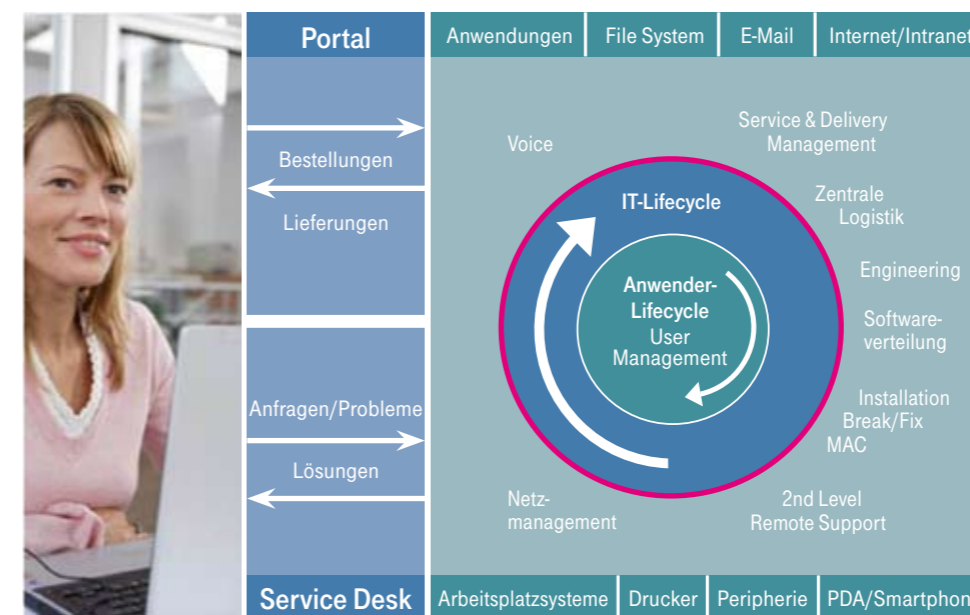 Portal
Anwendungen
File System
E-Mail
Internet/Intranet
Bestellungen
Lieferungen
Anfragen/Probleme
Lösungen
Service Desk
Voice
Service & Delivery
Management
Zentrale
Logistik
Engineering
Software-
verteilung
Installation
Break/Fix
MAC
2nd Level
Remote Support
Netz-
management
IT-Lifecycle
Anwender-
Lifecycle
User
Management
Arbeitsplatzsysteme
Drucker
Peripherie
PDA/Smartphon